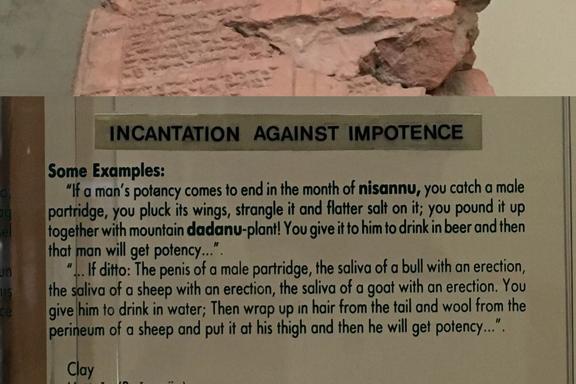 INCANTATION AGAINST IMPOTENCE
Some Examples:
"If a man's potency comes to end in the month of nisannu, you catch a male
partridge, you pluck its wings, strangle it and flatter salt on it; you pound it up
together with mountain dadanu-plant! You give it to him to drink in beer and then
that man will get potency...".
"... If ditto: The penis of a male partridge, the saliva of a bull with an erection,
the saliva of a sheep with an erection, the saliva of a goat with an erection. You
give him to drink in water; Then wrap up in hair from the tail and wool from the
perineum of a sheep and put it at his thigh and then he will get potency...".
Clay